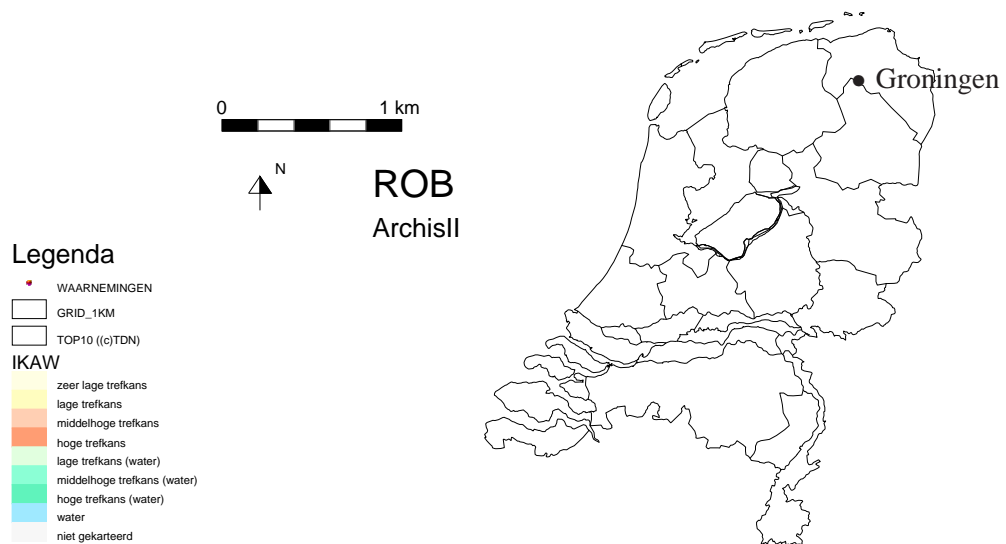 Groningen
0 1 km
N
ROB
ArchisII
Legenda
WAARNEMINGEN
GRID_1KM
TOP10 ((c)TDN)
IKAW
zeer lage trefkans
lage trefkans
middelhoge trefkans
hoge trefkans
lage trefkans (water)
middelhoge trefkans (water)
hoge trefkans (water)
water
niet gekarteerd